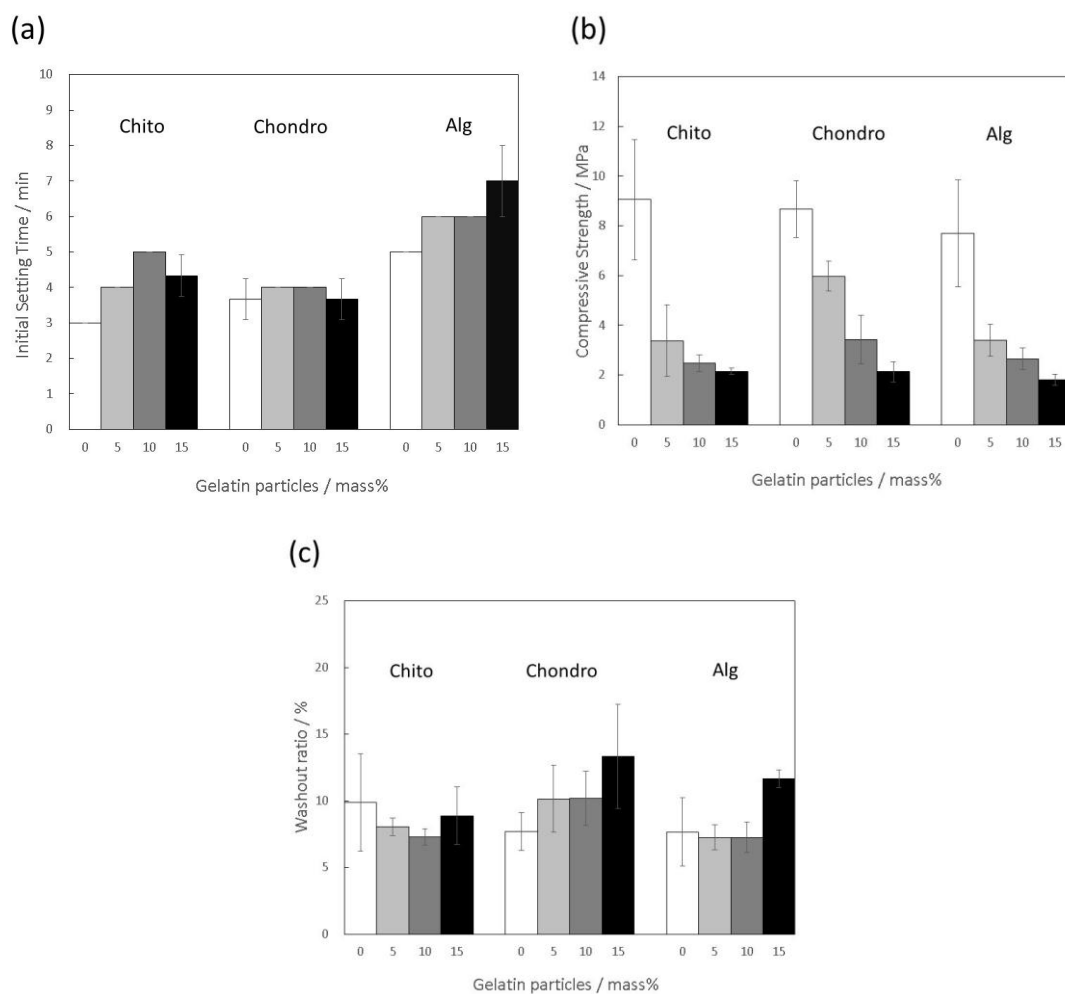 (a)
10
9
8
7
6
5
4
3
2
1
0
Initial Setting Time / min
Chito
Chondro
Alg
0 5 10 15 0 5 10 15 0 5 10 15
Gelatin particles / mass%
(b)
14
12
10
8
6
4
2
0
Compressive Strength / MPa
Chito
Chondro
Alg
0 5 10 15 0 5 10 15 0 5 10 15
Gelatin particles / mass%
(c)
25
20
15
10
5
0
Washout ratio / %
Chito
Chondro
Alg
0 5 10 15 0 5 10 15 0 5 10 15
Gelatin particles / mass%